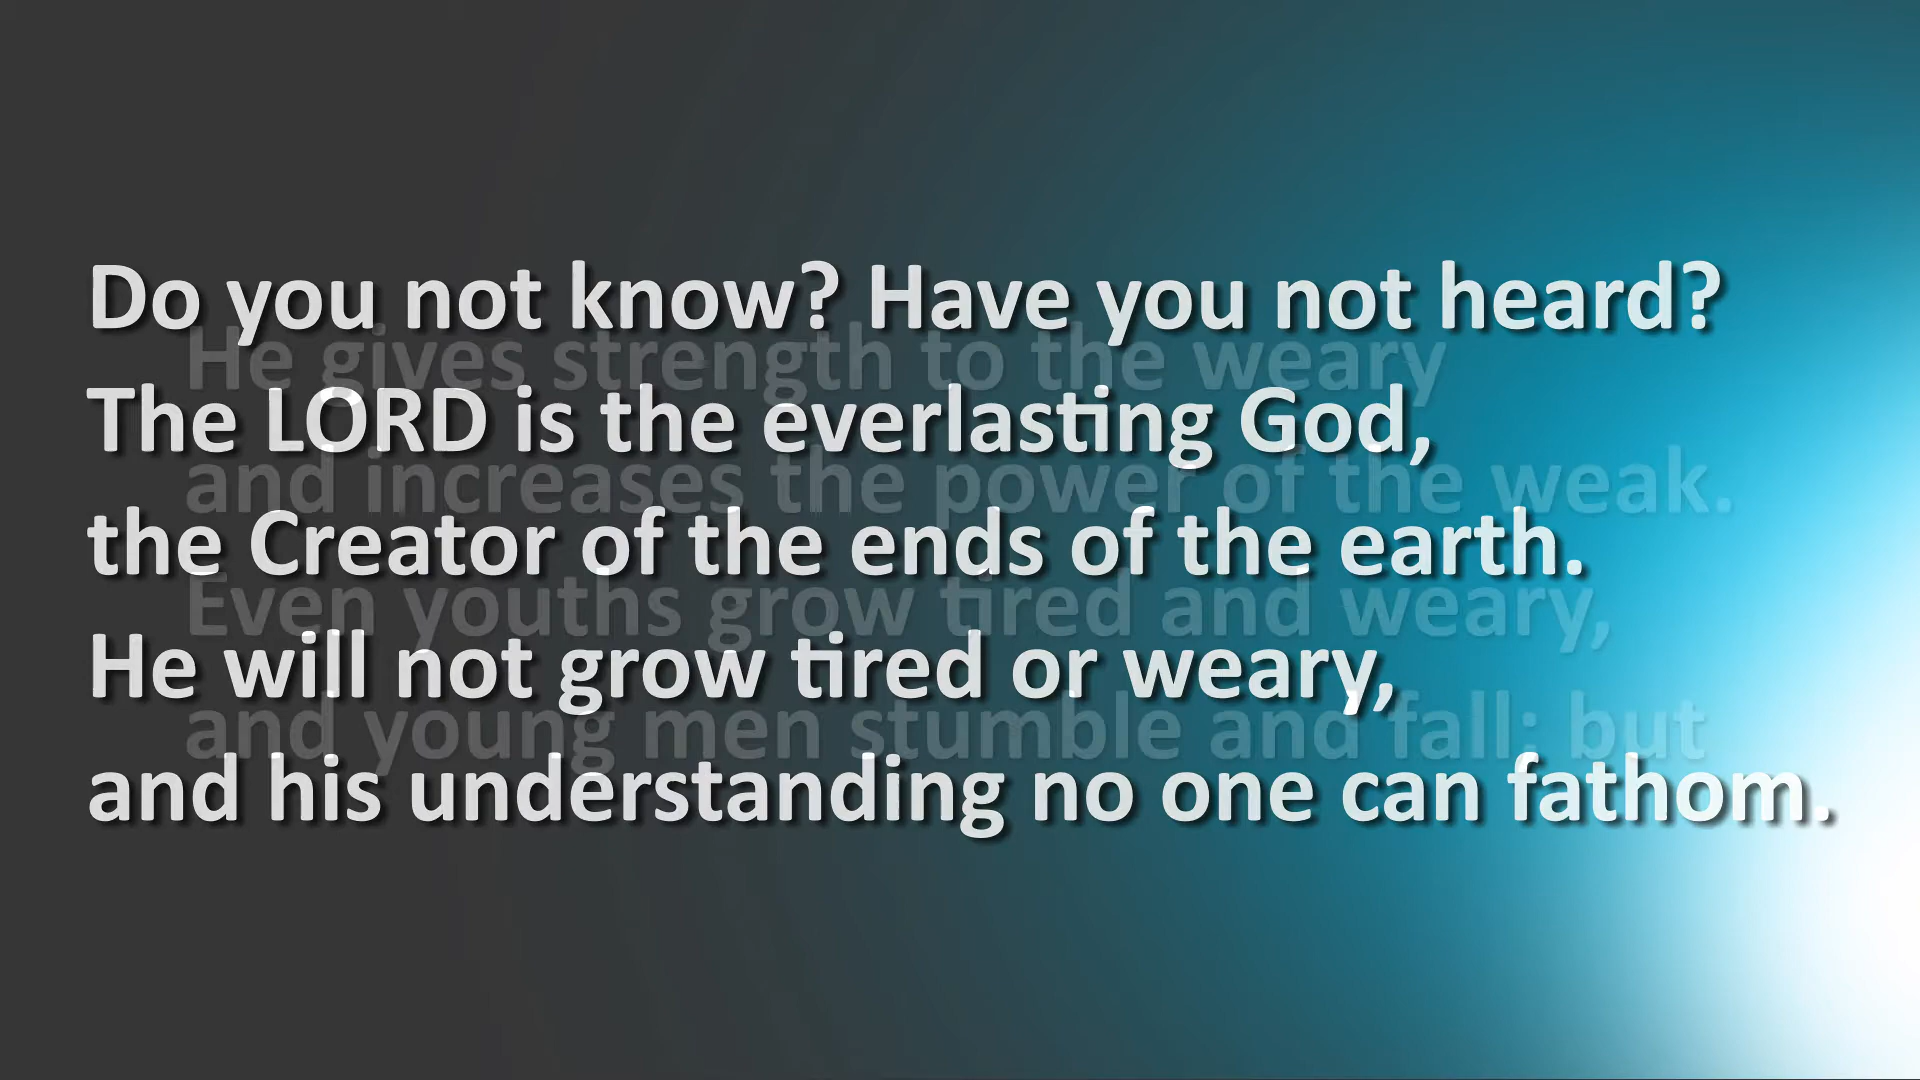 Do you not know? Have you not heard?
The LORD is the everlasting God,
the Creator of the ends of the earth.
He will not grow tired or weary,
and his understanding no one can fathom.
He gives strength to the weary
and increases the power of the weak.
Even youths grow tired and weary,
and young men stumble and fall; but